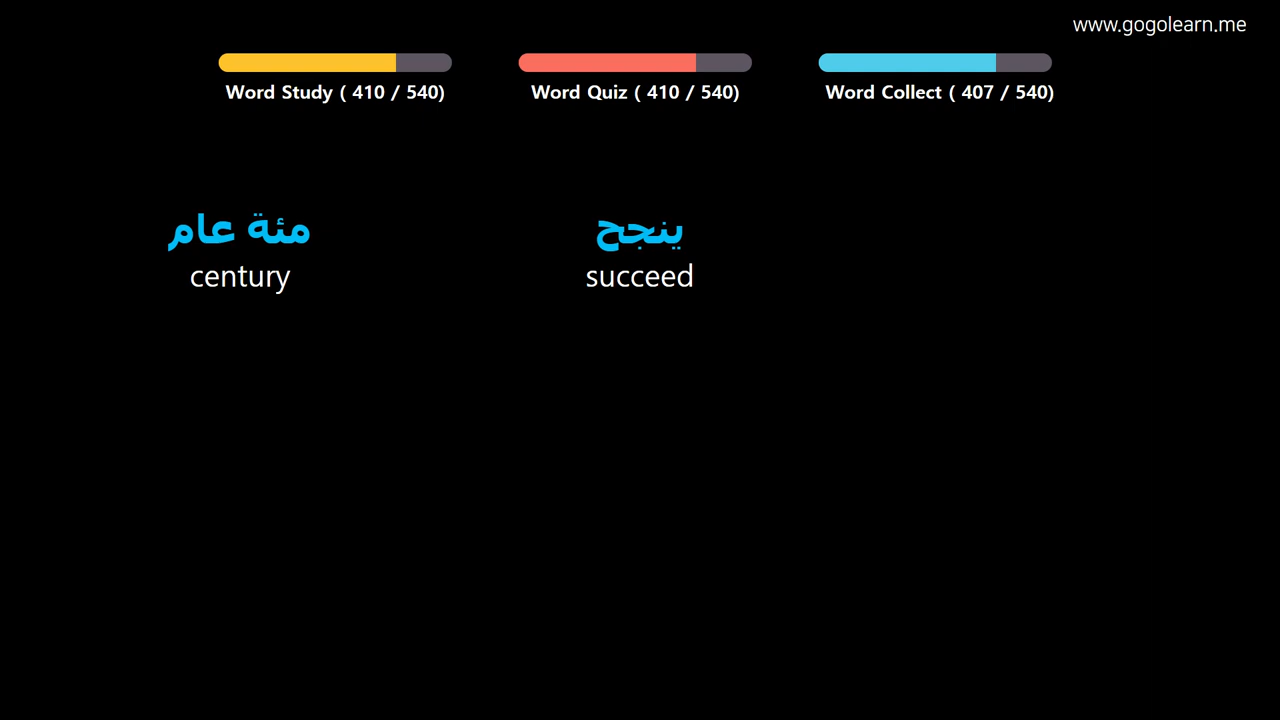 www.gogolearn.me
Word Study ( 410 / 540)
Word Quiz ( 410 / 540)
Word Collect ( 407 / 540)
مئة عام
century
ينجح
succeed